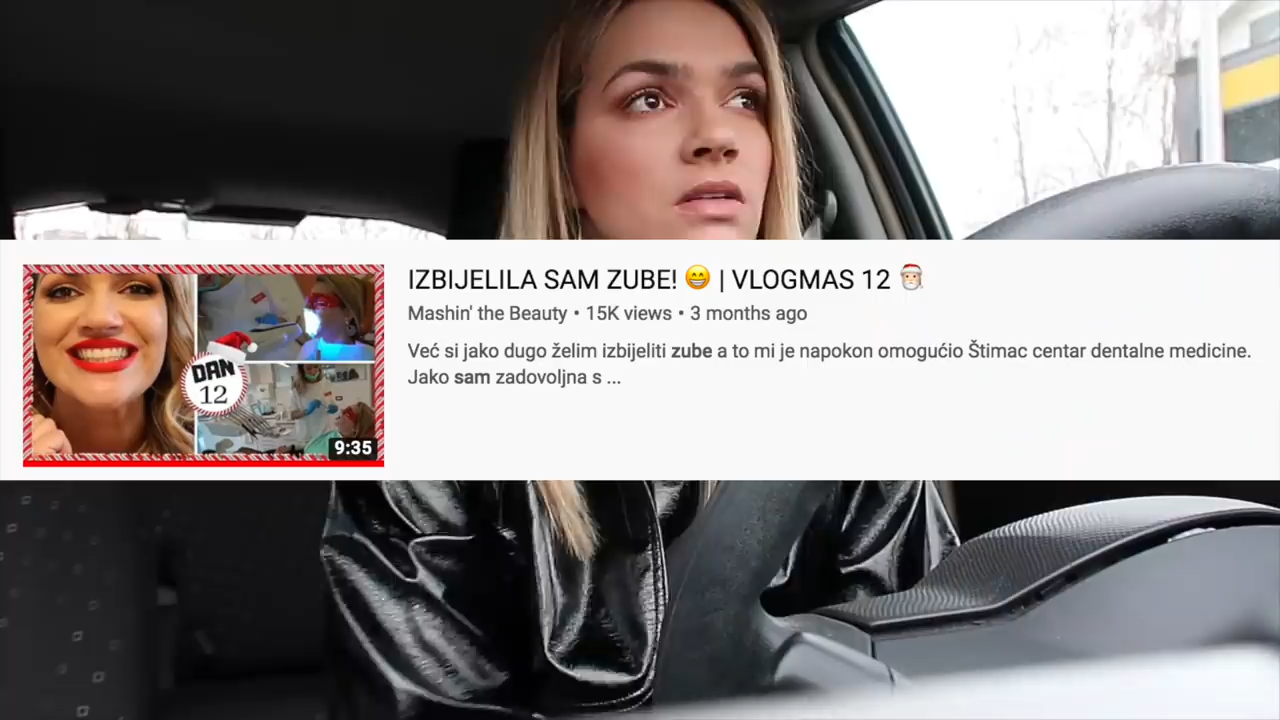 IZBIJELILA SAM ZUBE! 😁 | VLOGMAS 12 🎅🏻
Mashin' the Beauty • 15K views • 3 months ago
Već si jako dugo želim izbijeliti zube a to mi je napokon omogućio Štimac centar dentalne medicine.
Jako sam zadovoljna s ...
DAN
12
9:35